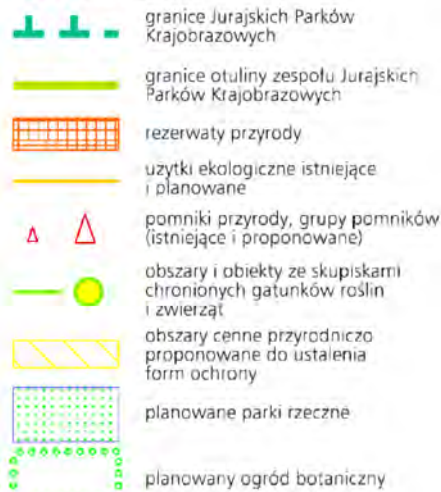 granice Jurajskich Parków
Krajobrazowych
granice otuliny zespołu Jurajskich
Parków Krajobrazowych
rezerwaty przyrody
użytki ekologiczne istniejące
i planowane
pomniki przyrody, grupy pomników
(istniejące i proponowane)
obszary i obiekty ze skupiskami
chronionych gatunków roślin
i zwierząt
obszary cenne przyrodniczo
proponowane do ustalenia
form ochrony
planowane parki rzeczne
planowany ogród botaniczny